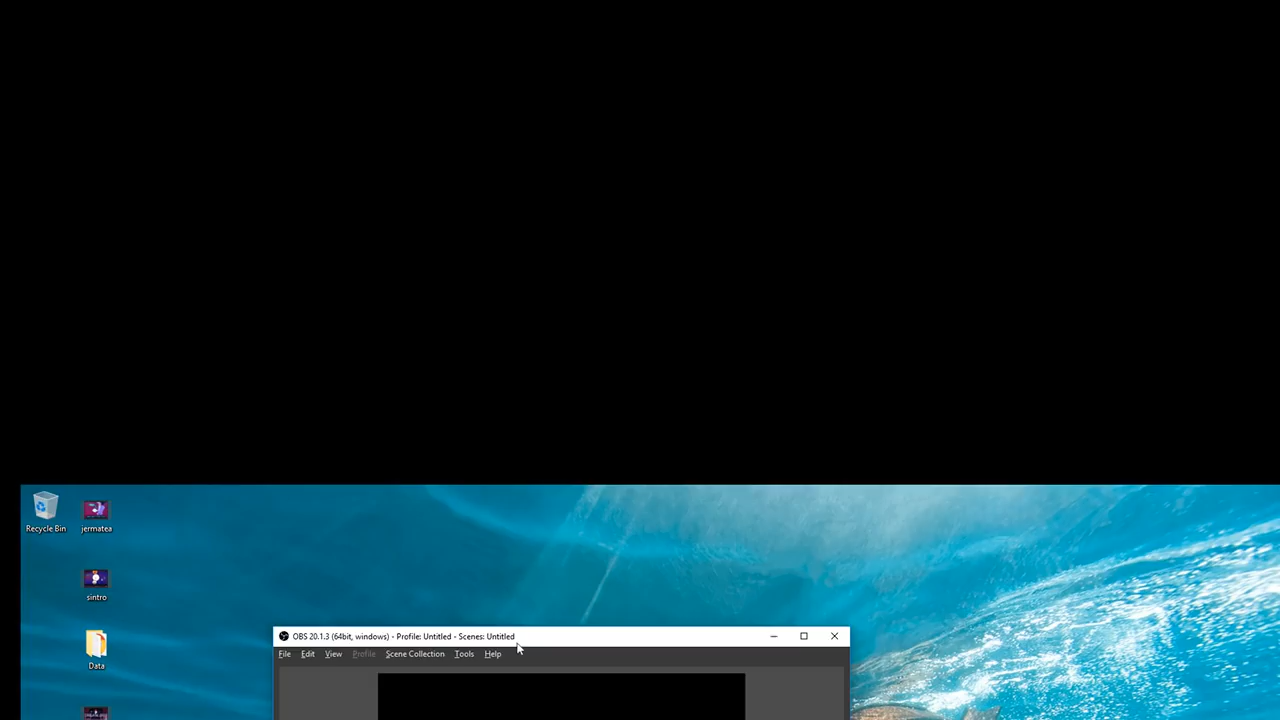 Recycle Bin
jermatea
sintro
Data
OBS 20.1.3 (64bit, windows) - Profile: Untitled - Scenes: Untitled
File Edit View Profile Scene Collection Tools Help